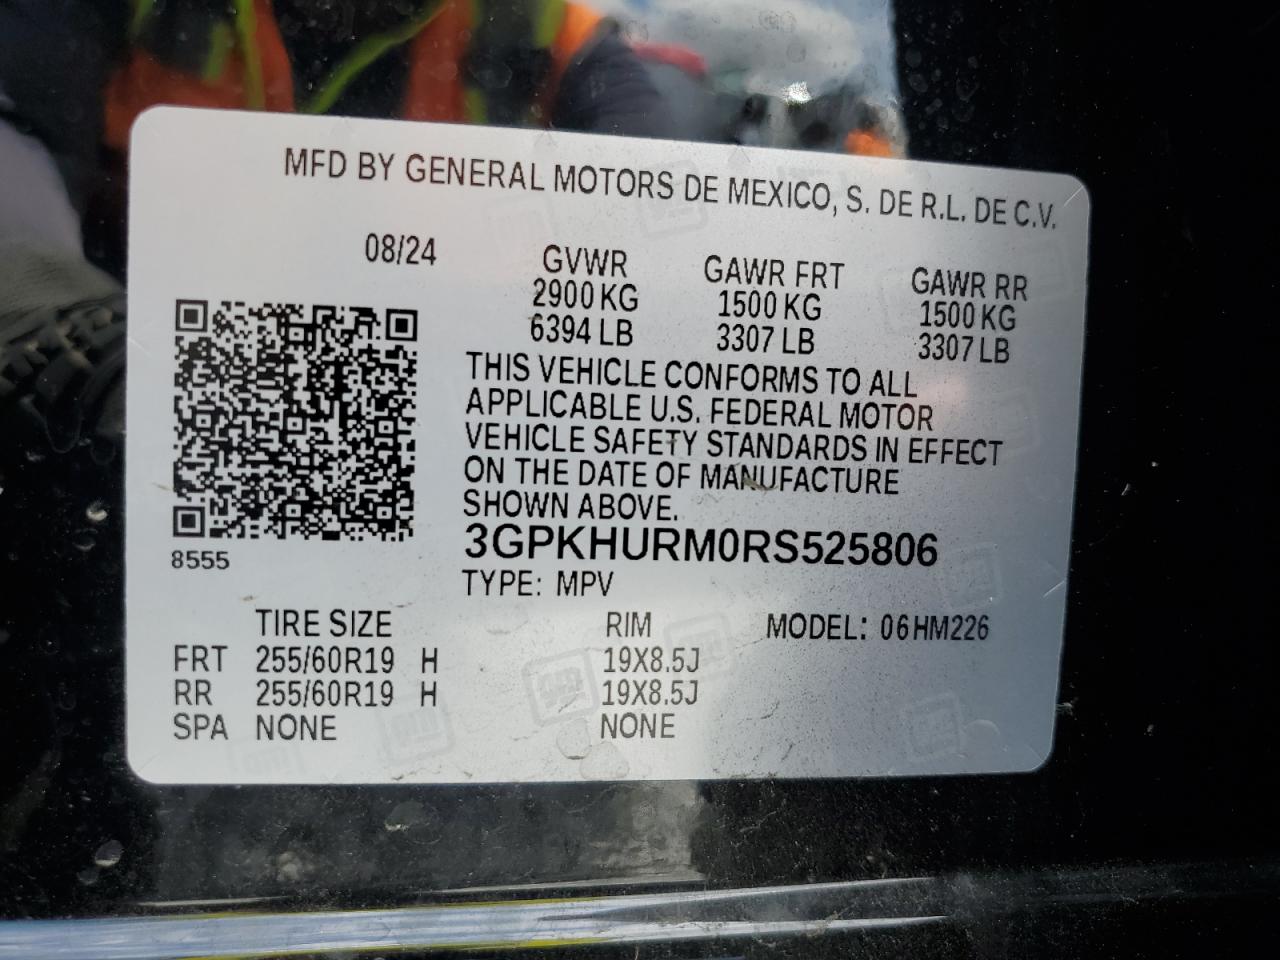 MFD BY GENERAL MOTORS DE MEXICO, S. DE R.L. DE C.V.
08/24 GVWR GAWR FRT GAWR RR
2900 KG 1500 KG 1500 KG
6394 LB 3307 LB 3307 LB
THIS VEHICLE CONFORMS TO ALL
APPLICABLE U.S. FEDERAL MOTOR
VEHICLE SAFETY STANDARDS IN EFFECT
ON THE DATE OF MANUFACTURE
SHOWN ABOVE.
3GPKHURM0RS525806
8555
TYPE: MPV
TIRE SIZE RIM MODEL: 06HM226
FRT 255/60R19 H 19X8.5J
RR 255/60R19 H 19X8.5J
SPA NONE NONE